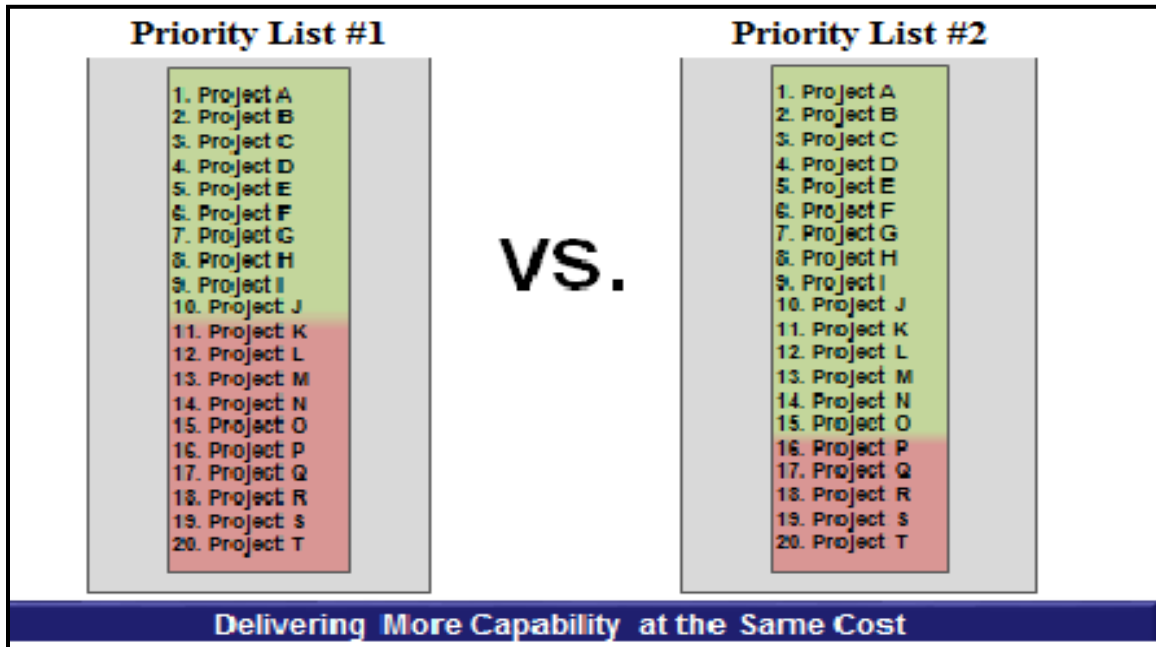 Priority List #1
1. Project A
2. Project B
3. Project C
4. Project D
5. Project E
6. Project F
7. Project G
8. Project H
9. Project I
10. Project J
11. Project K
12. Project L
13. Project M
14. Project N
15. Project O
16. Project P
17. Project Q
18. Project R
19. Project S
20. Project T
VS.
Priority List #2
1. Project A
2. Project B
3. Project C
4. Project D
5. Project E
6. Project F
7. Project G
8. Project H
9. Project I
10. Project J
11. Project K
12. Project L
13. Project M
14. Project N
15. Project O
16. Project P
17. Project Q
18. Project R
19. Project S
20. Project T
Delivering More Capability at the Same Cost